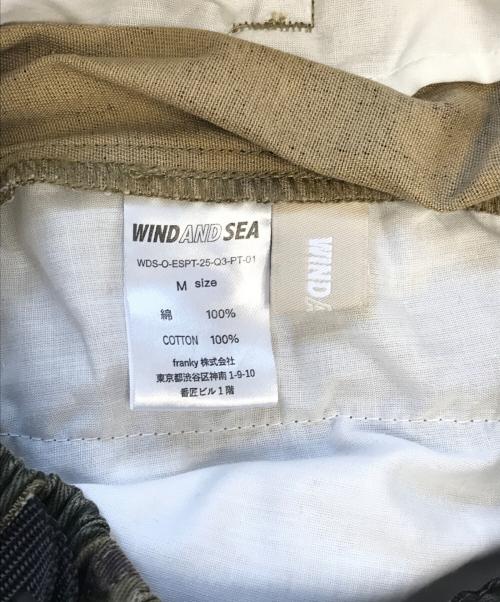 WIND AND SEA
WDS-O-ESPT-25-Q3-PT-01
M size
綿 100%
COTTON 100%
franky 株式会社
東京都渋谷区神南 1-9-10
番匠ビル 1 階
WIND A